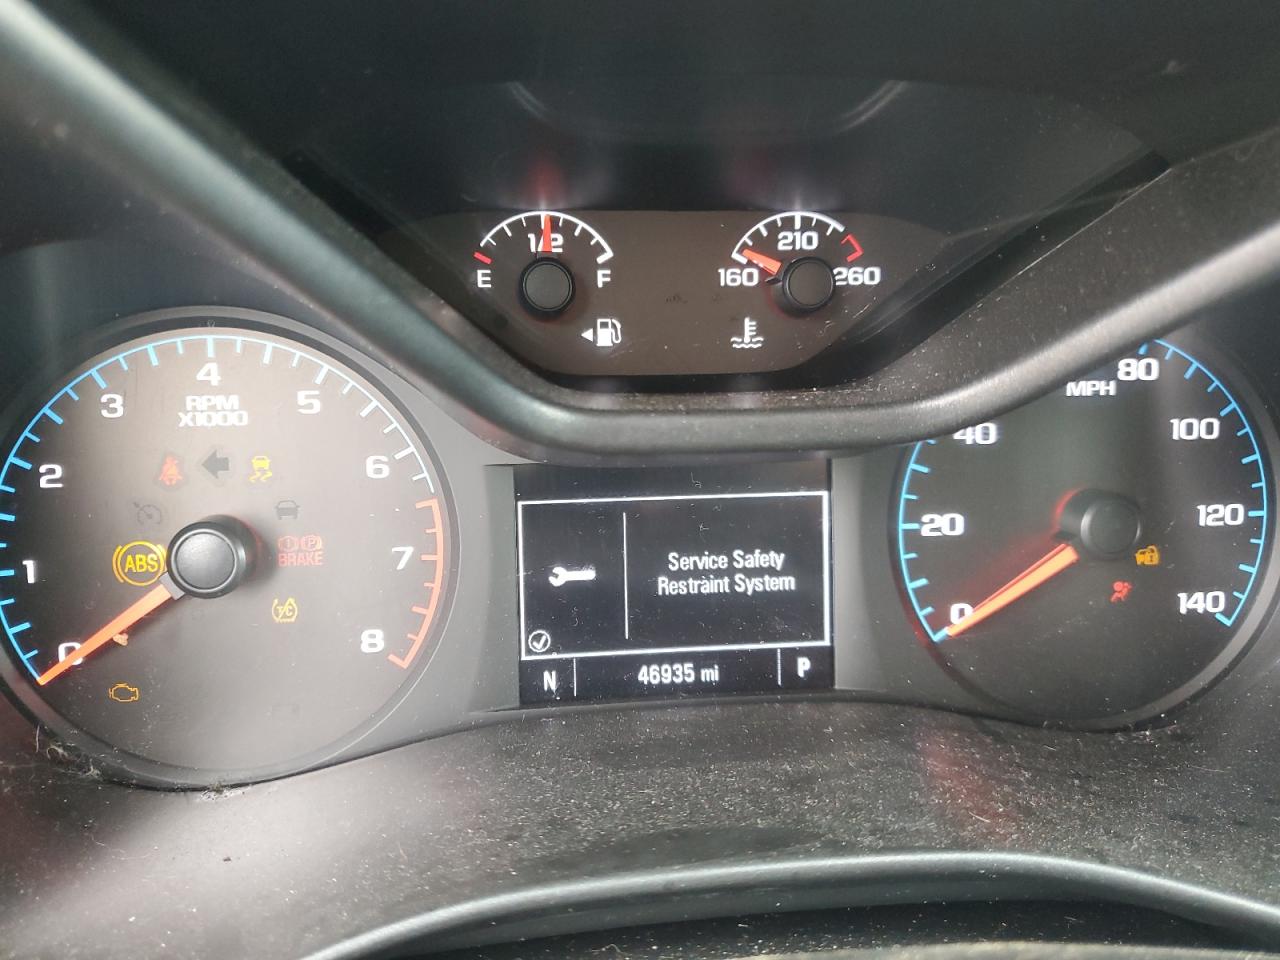 1/2
E
F
160
210
260
0
1
2
3
4
5
6
7
8
RPM
X1000
ABS
BRAKE
T/C
Service Safety
Restraint System
N
46935 mi
P
0
20
40
80
100
120
140
MPH